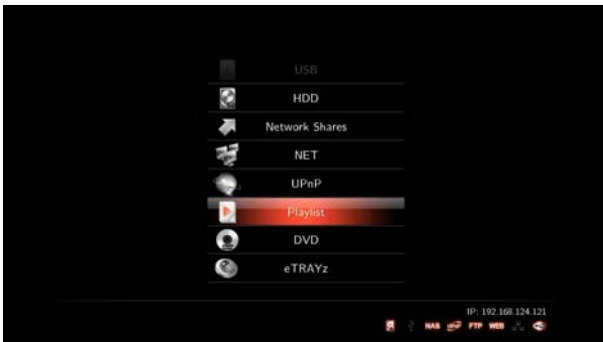 USB
HDD
Network Shares
NET
UPnP
Playlist
DVD
eTRAYz
IP: 192.168.124.121
NAS FTP WEB